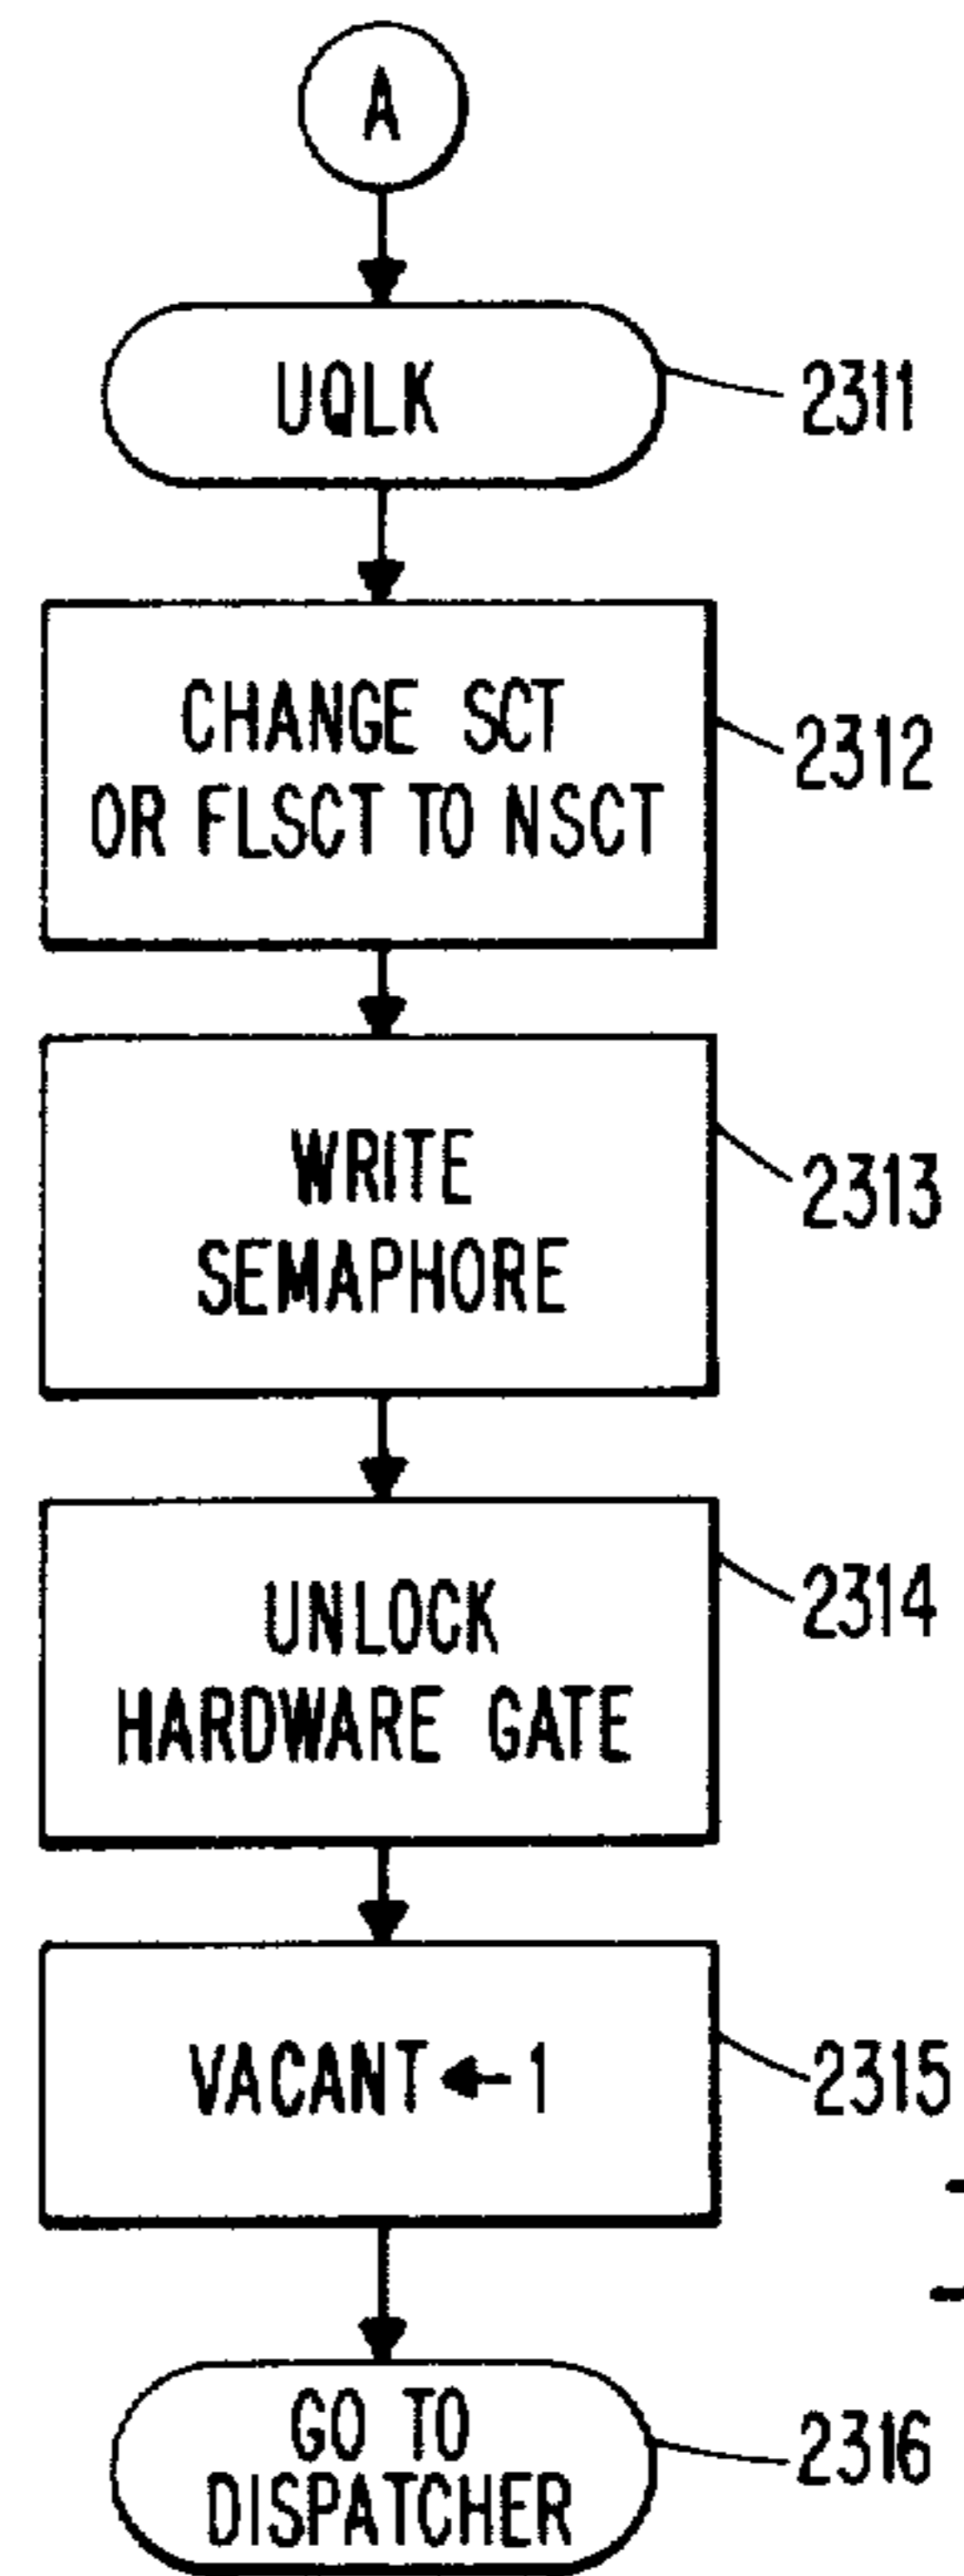 A
UQLK
2311
CHANGE SCT
OR FLSCT TO NSCT
2312
WRITE
SEMAPHORE
2313
UNLOCK
HARDWARE GATE
2314
VACANT ← 1
2315
GO TO
DISPATCHER
2316